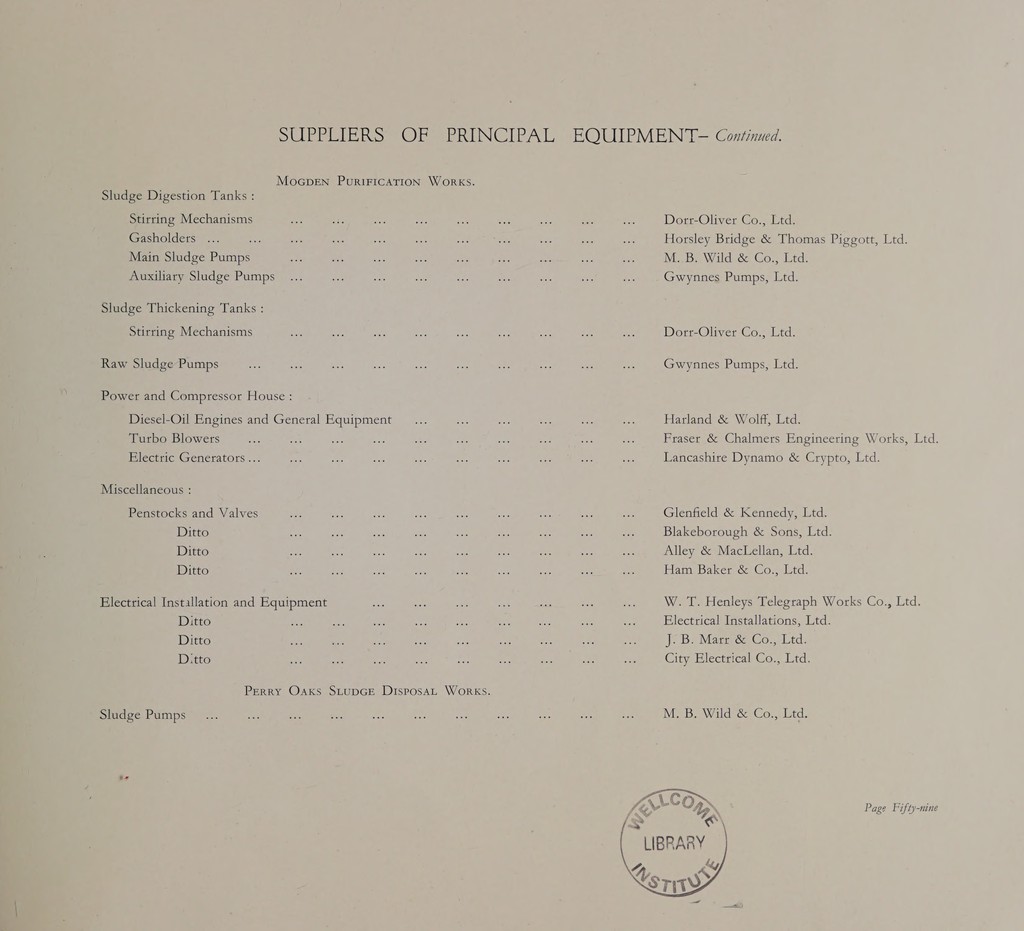 SUPPLIERS OF PRINCIPAL EQUIPMENT— Continued.
MOGDEN PURIFICATION WORKS.
Sludge Digestion Tanks :
Stirring Mechanisms ... ... ... ... ... ... ... ... ... Dorr-Oliver Co., Ltd.
Gasholders ... ... ... ... ... ... ... ... ... ... ... Horsley Bridge & Thomas Piggott, Ltd.
Main Sludge Pumps ... ... ... ... ... ... ... ... ... M. B. Wild & Co., Ltd.
Auxiliary Sludge Pumps ... ... ... ... ... ... ... ... ... Gwynnes Pumps, Ltd.
Sludge Thickening Tanks :
Stirring Mechanisms ... ... ... ... ... ... ... ... ... Dorr-Oliver Co., Ltd.
Raw Sludge Pumps ... ... ... ... ... ... ... ... ... ... Gwynnes Pumps, Ltd.
Power and Compressor House :
Diesel-Oil Engines and General Equipment ... ... ... ... ... ... Harland & Wolff, Ltd.
Turbo Blowers ... ... ... ... ... ... ... ... ... ... Fraser & Chalmers Engineering Works, Ltd.
Electric Generators ... ... ... ... ... ... ... ... ... ... Lancashire Dynamo & Crypto, Ltd.
Miscellaneous :
Penstocks and Valves ... ... ... ... ... ... ... ... ... Glenfield & Kennedy, Ltd.
Ditto ... ... ... ... ... ... ... ... ... Blakeborough & Sons, Ltd.
Ditto ... ... ... ... ... ... ... ... ... Alley & MacLellan, Ltd.
Ditto ... ... ... ... ... ... ... ... ... Ham Baker & Co., Ltd.
Electrical Installation and Equipment ... ... ... ... ... ... ... W. T. Henleys Telegraph Works Co., Ltd.
Ditto ... ... ... ... ... ... ... ... ... Electrical Installations, Ltd.
Ditto ... ... ... ... ... ... ... ... ... J. B. Marr & Co., Ltd.
Ditto ... ... ... ... ... ... ... ... ... City Electrical Co., Ltd.
PERRY OAKS SLUDGE DISPOSAL WORKS.
Sludge Pumps ... ... ... ... ... ... ... ... ... ... ... M. B. Wild & Co., Ltd.
Page Fifty-nine
WELLCOME
LIBRARY
INSTITUTE